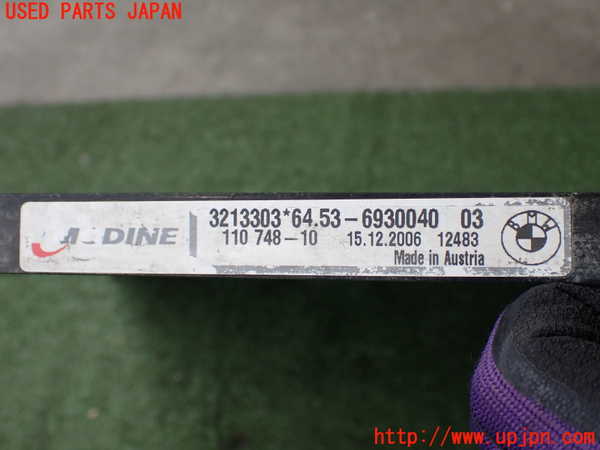 USED PARTS JAPAN
DINE
3213303*64.53-6930040 03
110 748-10 15.12.2006 12483
Made in Austria
BMW
http://www.upjpn.com/